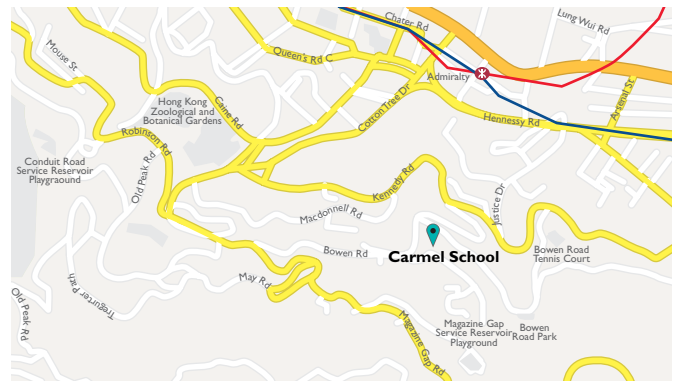 Chater Rd
Lung Wui Rd
Mouse St
Queen's Rd C
Admiralty
Arsenal St
Hong Kong
Zoological and
Botanical Gardens
Caine Rd
Cotton Tree Dr
Hennessy Rd
Robinson Rd
Conduit Road
Service Reservoir
Playgraound
Old Peak Rd
Kennedy Rd
Justice Dr
Macdonnell Rd
Bowen Rd
Carmel School
Bowen Road
Tennis Court
May Rd
Tregunter Path
Old Peak Rd
Magazine Gap Rd
Magazine Gap
Service Reservoir
Playground
Bowen
Road Park